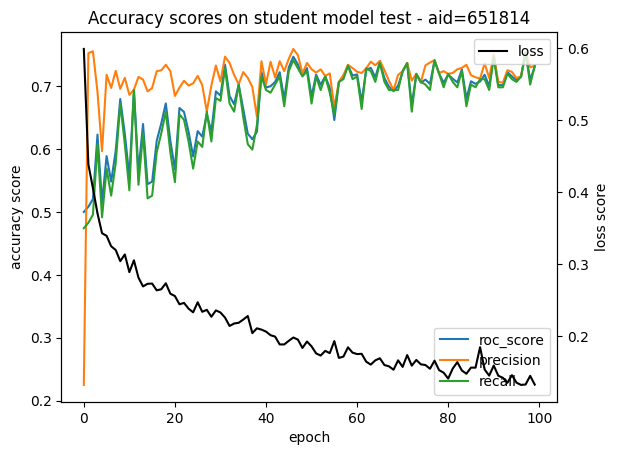 Accuracy scores on student model test - aid=651814
loss
0.7
0.6
0.5
0.4
0.3
0.2
accuracy score
0.6
0.5
0.4
0.3
0.2
loss score
roc_score
precision
recall
0
20
40
60
80
100
epoch